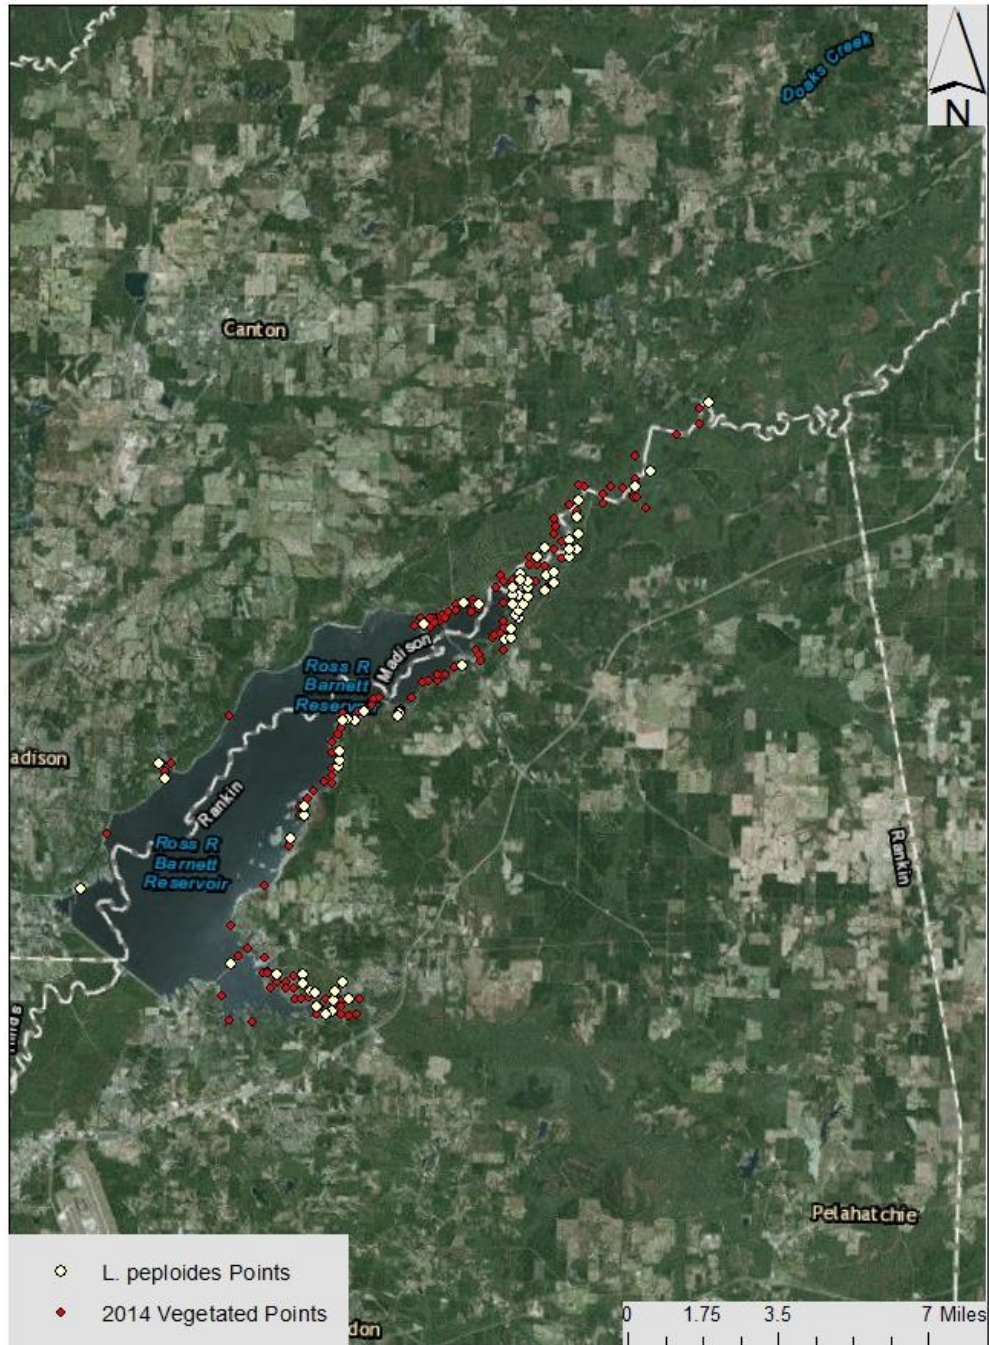 Doaks Creek
N
Canton
Madison
Ross R
Barnett
Reservoir
adison
Rankin
Ross R
Barnett
Reservoir
Rankin
Pelahatchie
L. peploides Points
2014 Vegetated Points
don
0 1.75 3.5 7 Miles